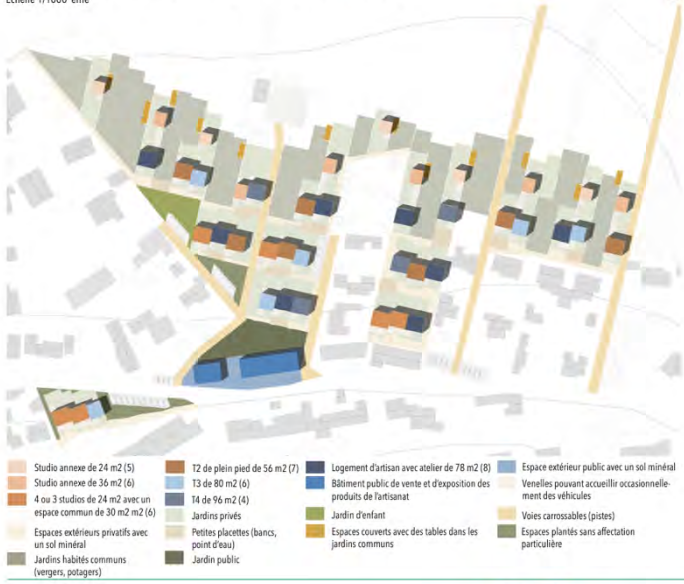 Echelle 1/1000 ème
Studio annexe de 24 m2 (5)
Studio annexe de 36 m2 (6)
4 ou 3 studios de 24 m2 avec un
espace commun de 30 m2 m2 (6)
Espaces extérieurs privatifs avec
un sol minéral
Jardins habités communs
(vergers, potagers)
T2 de plein pied de 56 m2 (7)
T3 de 80 m2 (6)
T4 de 96 m2 (4)
Jardins privés
Petites placettes (bancs,
point d'eau)
Jardin public
Logement d'artisan avec atelier de 78 m2 (8)
Bâtiment public de vente et d'exposition des
produits de l'artisanat
Jardin d'enfant
Espaces couverts avec des tables dans les
jardins communs
Espace extérieur public avec un sol minéral
Venelles pouvant accueillir occasionnelle-
ment des véhicules
Voies carrossables (pistes)
Espaces plantés sans affectation
particulière